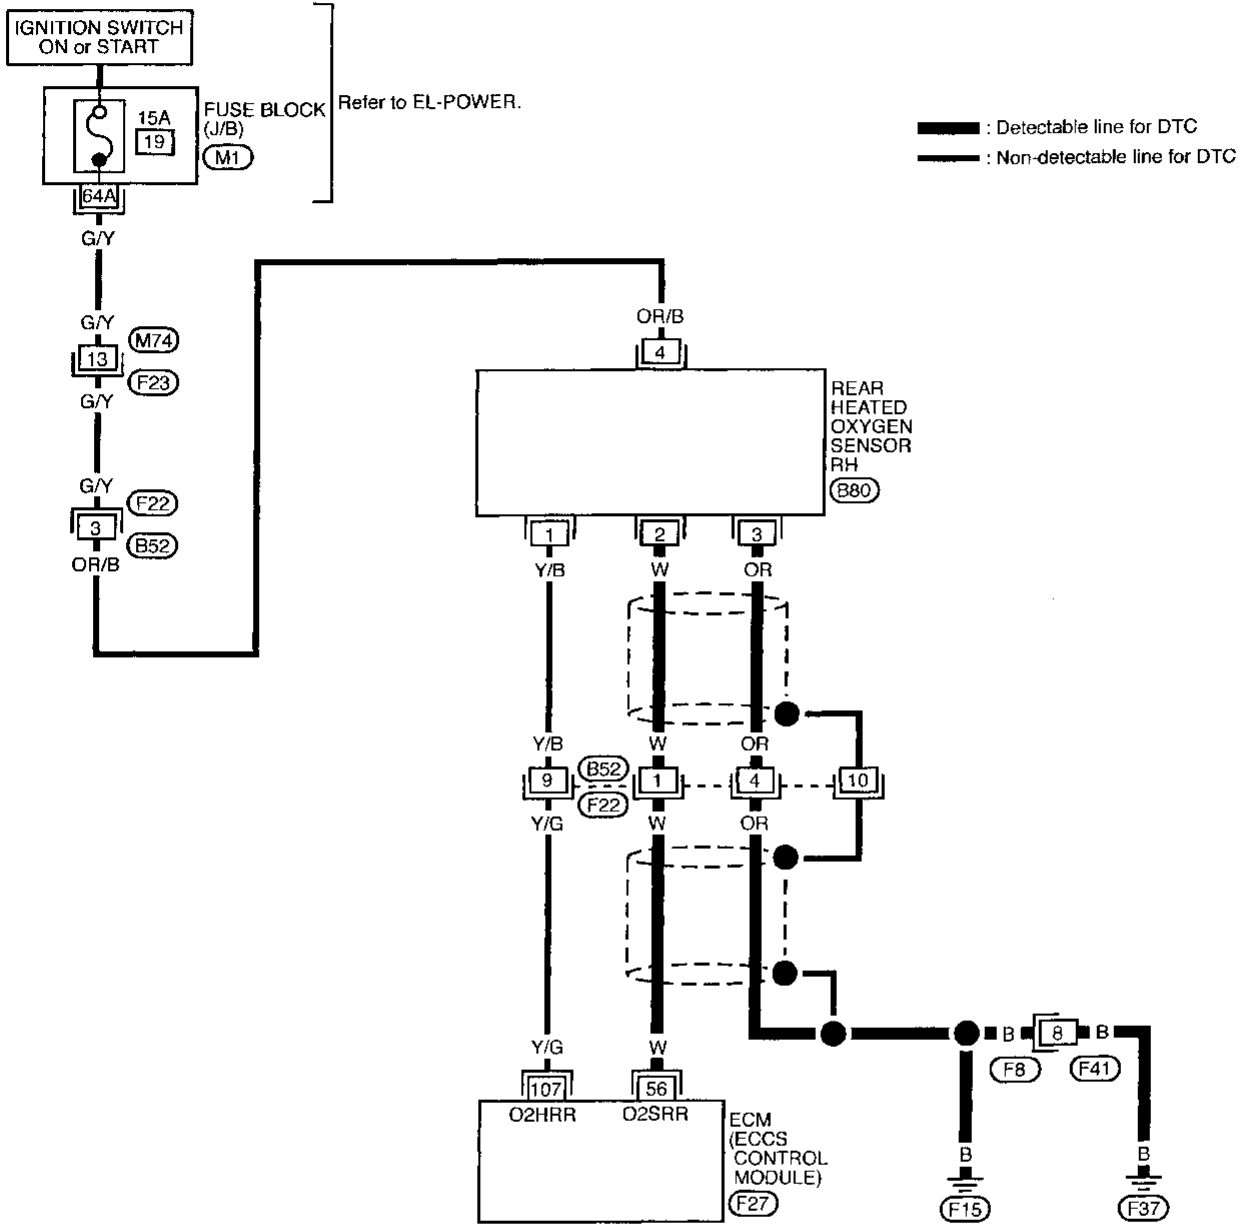 IGNITION SWITCH
ON or START
15A
19
FUSE BLOCK
(J/B)
M1
Refer to EL-POWER.
: Detectable line for DTC
: Non-detectable line for DTC
64A
G/Y
G/Y
M74
13
F23
G/Y
G/Y
F22
3
B52
OR/B
OR/B
4
REAR
HEATED
OXYGEN
SENSOR
RH
B80
1
2
3
Y/B
W
OR
Y/B
W
OR
9
B52
F22
1
4
10
Y/G
W
OR
Y/G
W
107
56
O2HRR
O2SRR
ECM
(ECCS
CONTROL
MODULE)
F27
B
8
B
F8
F41
B
B
F15
F37